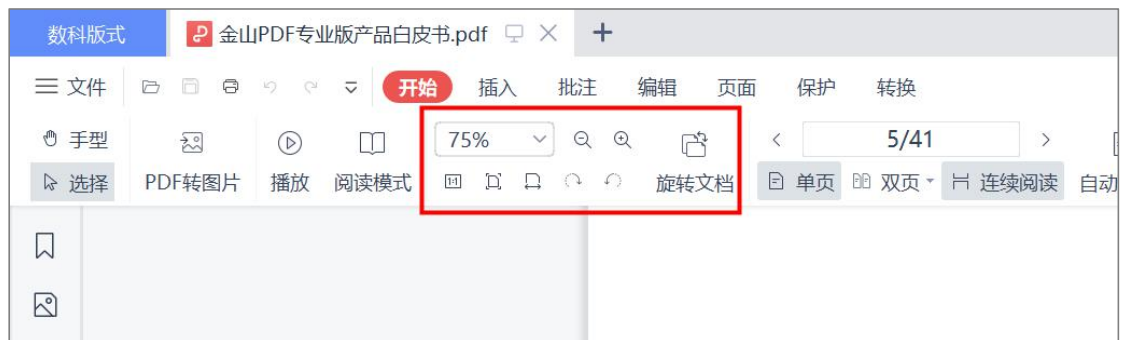 数科版式 金山PDF专业版产品白皮书.pdf
文件 开始 插入 批注 编辑 页面 保护 转换
手型 75% 5/41
选择 PDF转图片 播放 阅读模式 1:1 旋转文档 单页 双页 连续阅读 自动